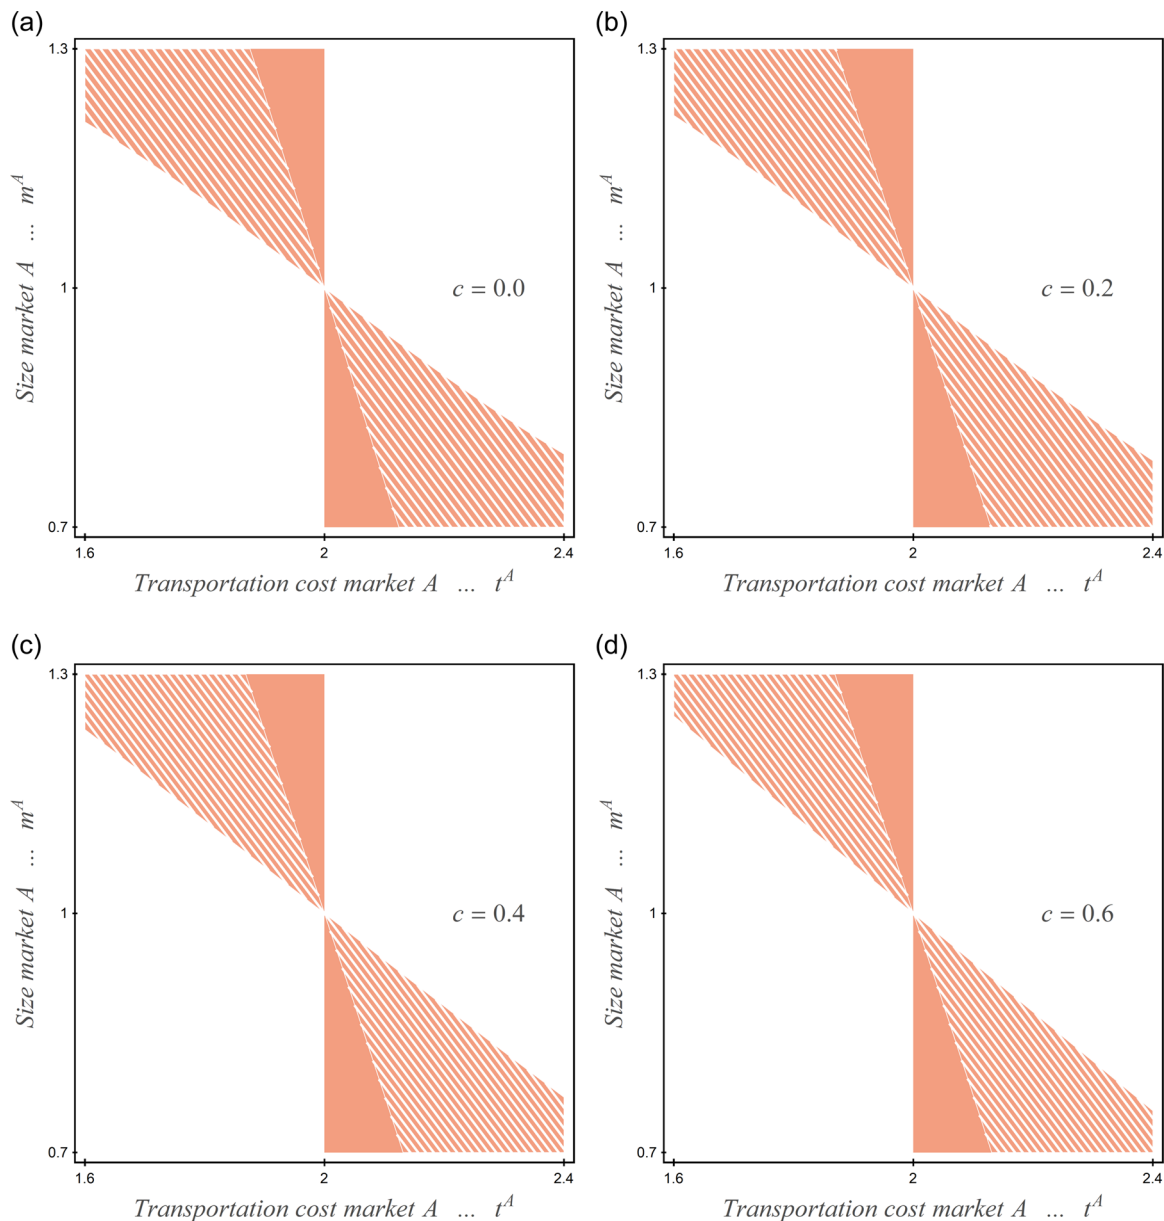 (a)
1.3
1
0.7
Size market A ... m^A
c = 0.0
1.6 2 2.4
Transportation cost market A ... t^A
(b)
1.3
1
0.7
Size market A ... m^A
c = 0.2
1.6 2 2.4
Transportation cost market A ... t^A
(c)
1.3
1
0.7
Size market A ... m^A
c = 0.4
1.6 2 2.4
Transportation cost market A ... t^A
(d)
1.3
1
0.7
Size market A ... m^A
c = 0.6
1.6 2 2.4
Transportation cost market A ... t^A